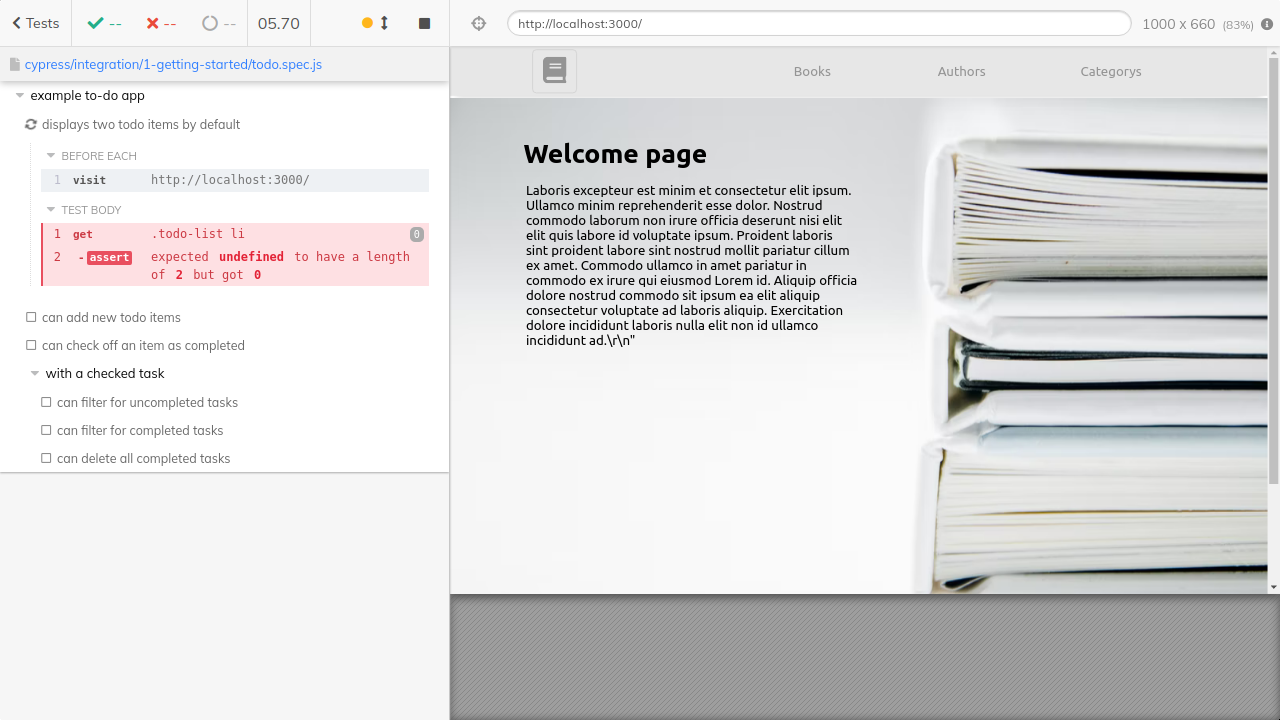 Tests -- -- -- 05.70
cypress/integration/1-getting-started/todo.spec.js
example to-do app
displays two todo items by default
BEFORE EACH
1 visit http://localhost:3000/
TEST BODY
1 get .todo-list li 0
2 -assert expected undefined to have a length
of 2 but got 0
can add new todo items
can check off an item as completed
with a checked task
can filter for uncompleted tasks
can filter for completed tasks
can delete all completed tasks
http://localhost:3000/ 1000 x 660 (83%)
Books Authors Categorys
Welcome page
Laboris excepteur est minim et consectetur elit ipsum.
Ullamco minim reprehenderit esse dolor. Nostrud
commodo laborum non irure officia deserunt nisi elit
elit quis labore id voluptate ipsum. Proident laboris
sint proident labore sint nostrud mollit pariatur cillum
ex amet. Commodo ullamco in amet pariatur in
commodo ex irure qui eiusmod Lorem id. Aliquip officia
dolore nostrud commodo sit ipsum ea elit aliquip
consectetur voluptate ad laboris aliquip. Exercitation
dolore incididunt laboris nulla elit non id ullamco
incididunt ad.\r\n"